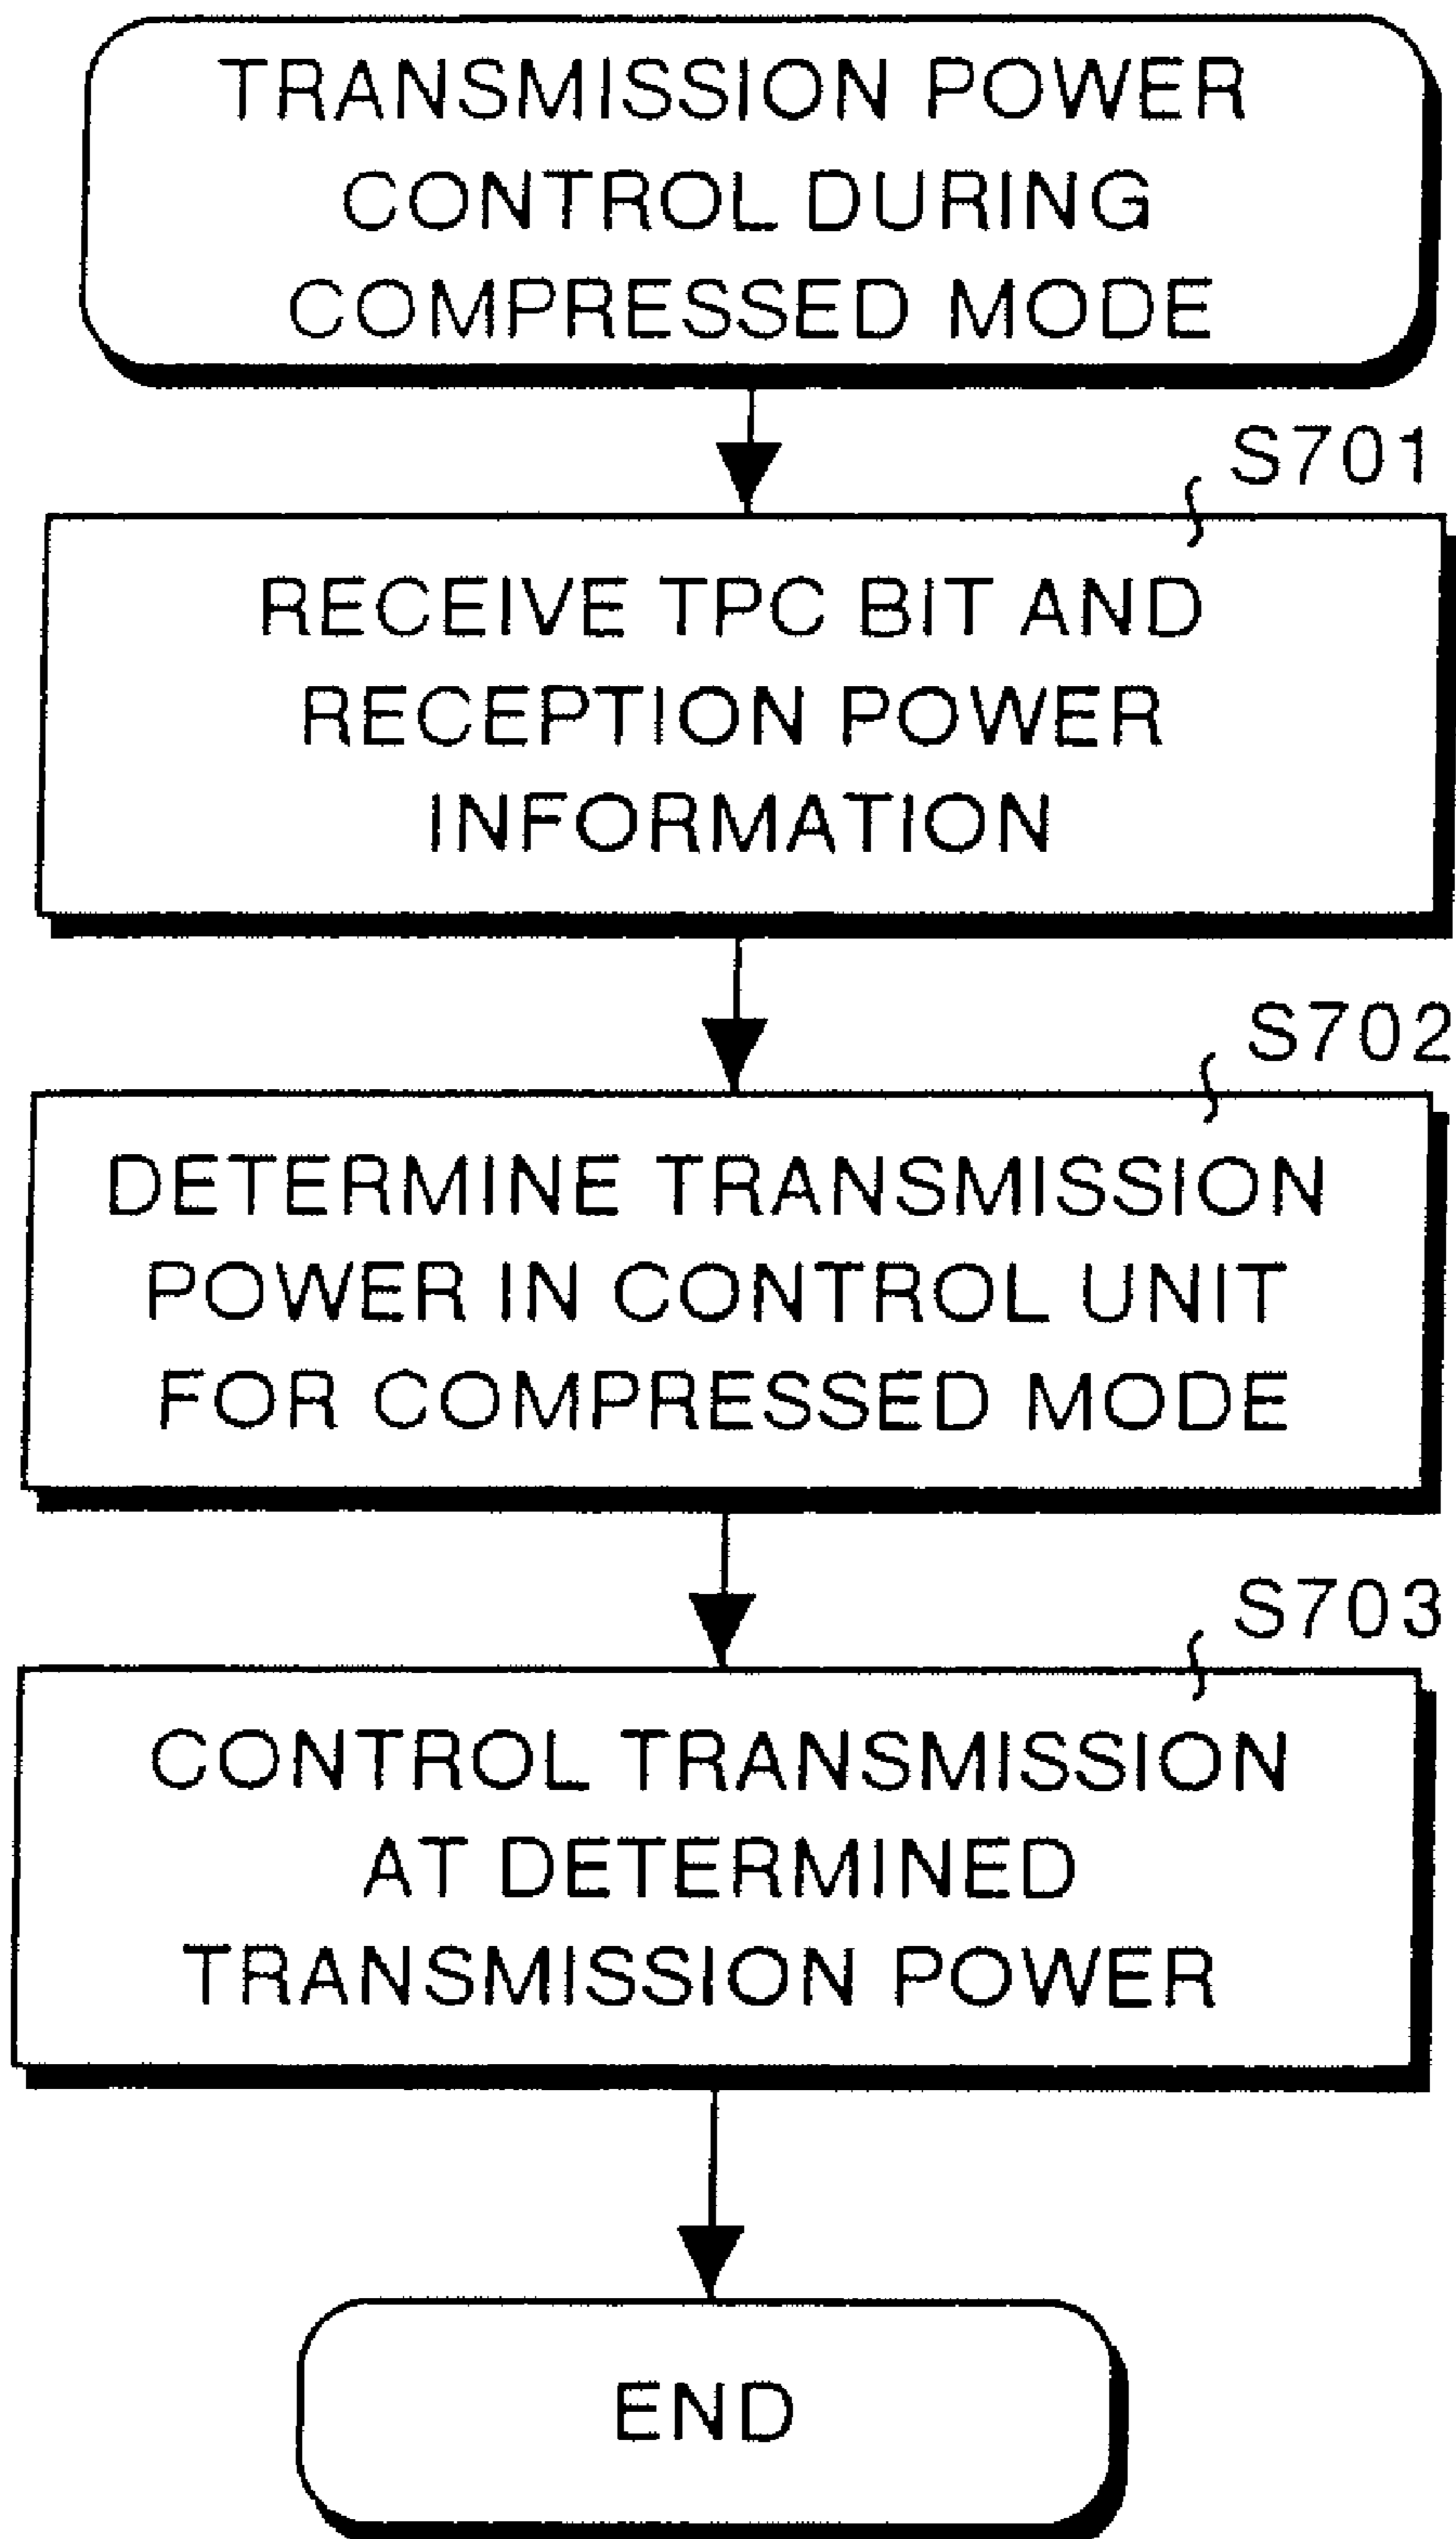 TRANSMISSION POWER
CONTROL DURING
COMPRESSED MODE
S701
RECEIVE TPC BIT AND
RECEPTION POWER
INFORMATION
S702
DETERMINE TRANSMISSION
POWER IN CONTROL UNIT
FOR COMPRESSED MODE
S703
CONTROL TRANSMISSION
AT DETERMINED
TRANSMISSION POWER
END